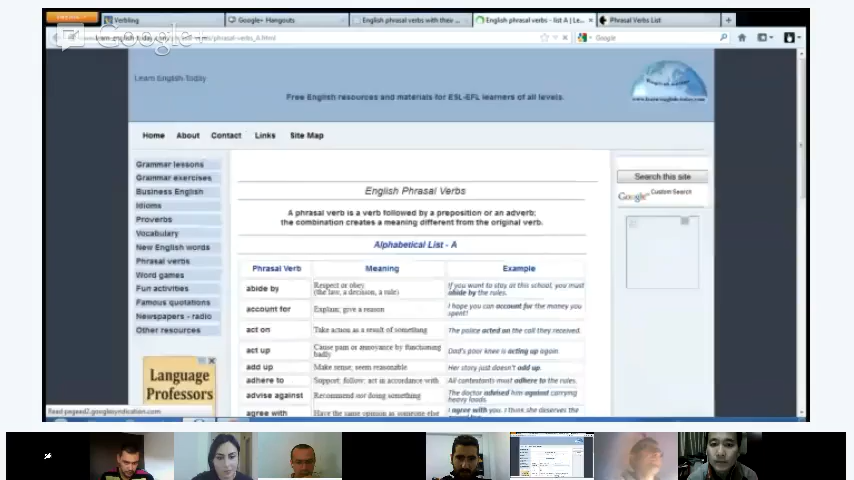 Verbling
Google+ Hangouts
English phrasal verbs with their ...
English phrasal verbs - list A | Le...
Phrasal Verbs List
Google+
Google
Learn English-Today
Free English resources and materials for ESL-EFL learners of all levels.
Home About Contact Links Site Map
Grammar lessons
Grammar exercises
Business English
Idioms
Proverbs
Vocabulary
New English words
Phrasal verbs
Word games
Fun activities
Famous quotations
Newspapers - radio
Other resources
Language
Professors
English Phrasal Verbs
A phrasal verb is a verb followed by a preposition or an adverb;
the combination creates a meaning different from the original verb.
Alphabetical List - A
Phrasal Verb Meaning Example
abide by Respect or obey (the law, a decision, a rule) If you want to stay at this school, you must abide by the rules.
account for Explain; give a reason I hope you can account for the money you spent!
act on Take action as a result of something The police acted on the call they received.
act up Cause pain or annoyance by functioning badly Dad's poor knee is acting up again.
add up Make sense; seem reasonable Her story just doesn't add up.
adhere to Support; follow; act in accordance with All contestants must adhere to the rules.
advise against Recommend not doing something The doctor advised him against carrying heavy loads.
agree with Have the same opinion as someone else I agree with you. I think she deserves the
Search this site
Google Custom Search